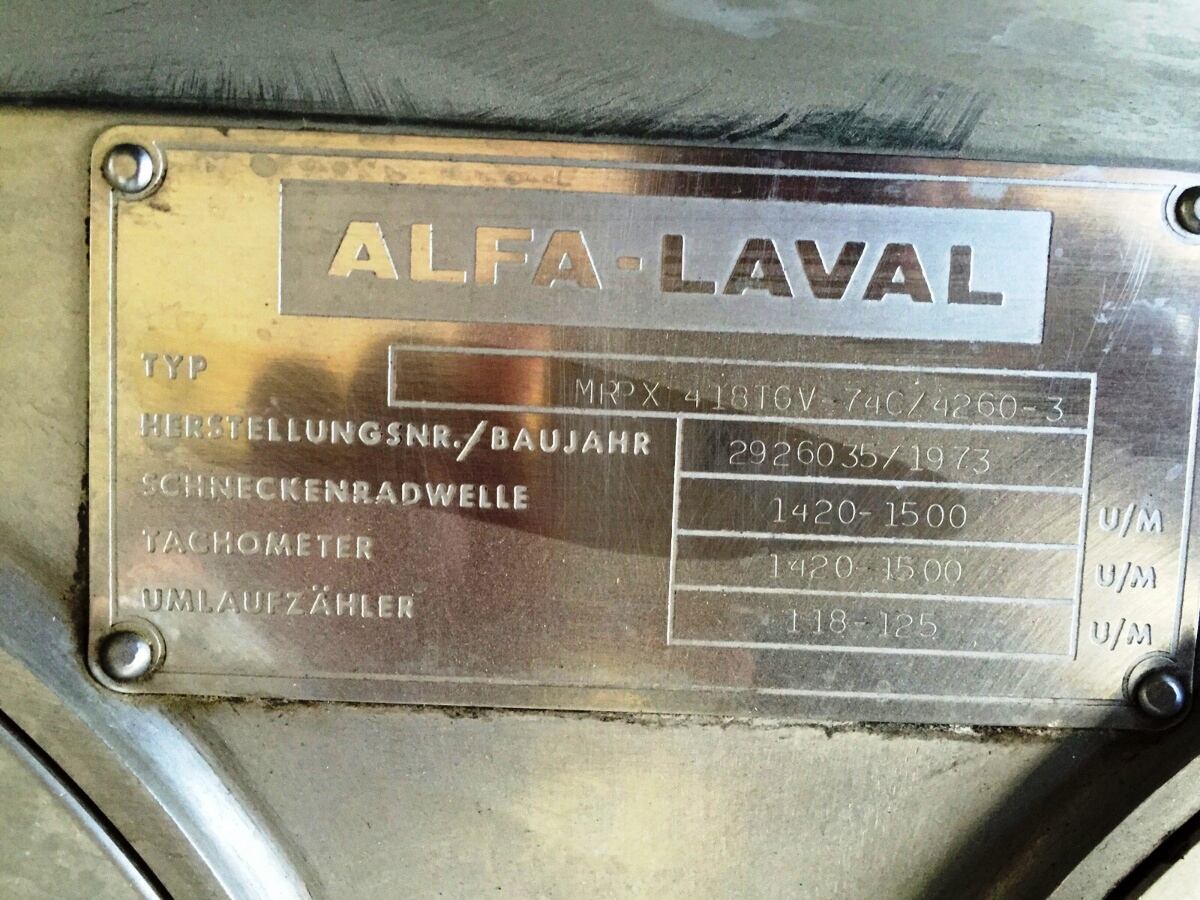 ALFA-LAVAL
TYP MRPX 418TGV-74C/4260-3
HERSTELLUNGSNR./BAUJAHR 2926035/1973
SCHNECKENRADWELLE 1420-1500 U/M
TACHOMETER 1420-1500 U/M
UMLAUFZÄHLER 118-125 U/M